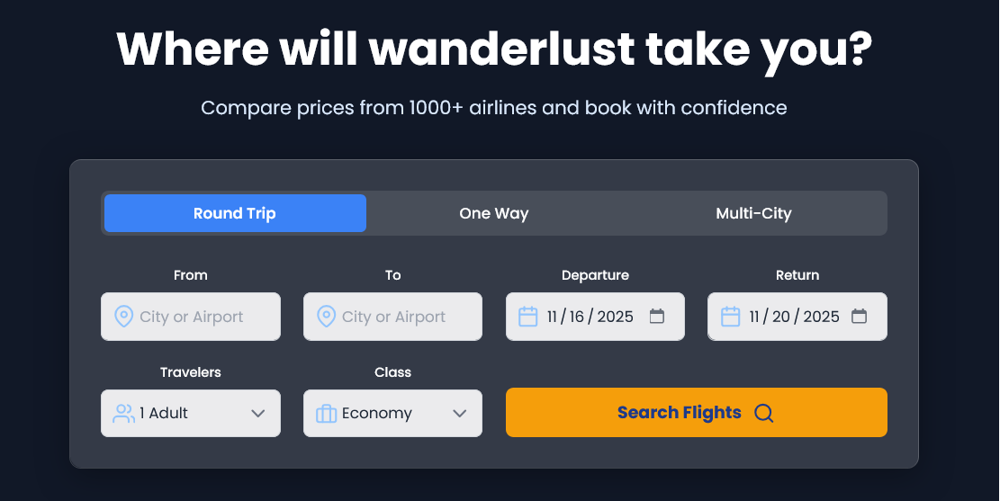 Where will wanderlust take you?
Compare prices from 1000+ airlines and book with confidence
Round Trip One Way Multi-City
From To Departure Return
City or Airport City or Airport 11 / 16 / 2025 11 / 20 / 2025
Travelers Class
1 Adult Economy Search Flights